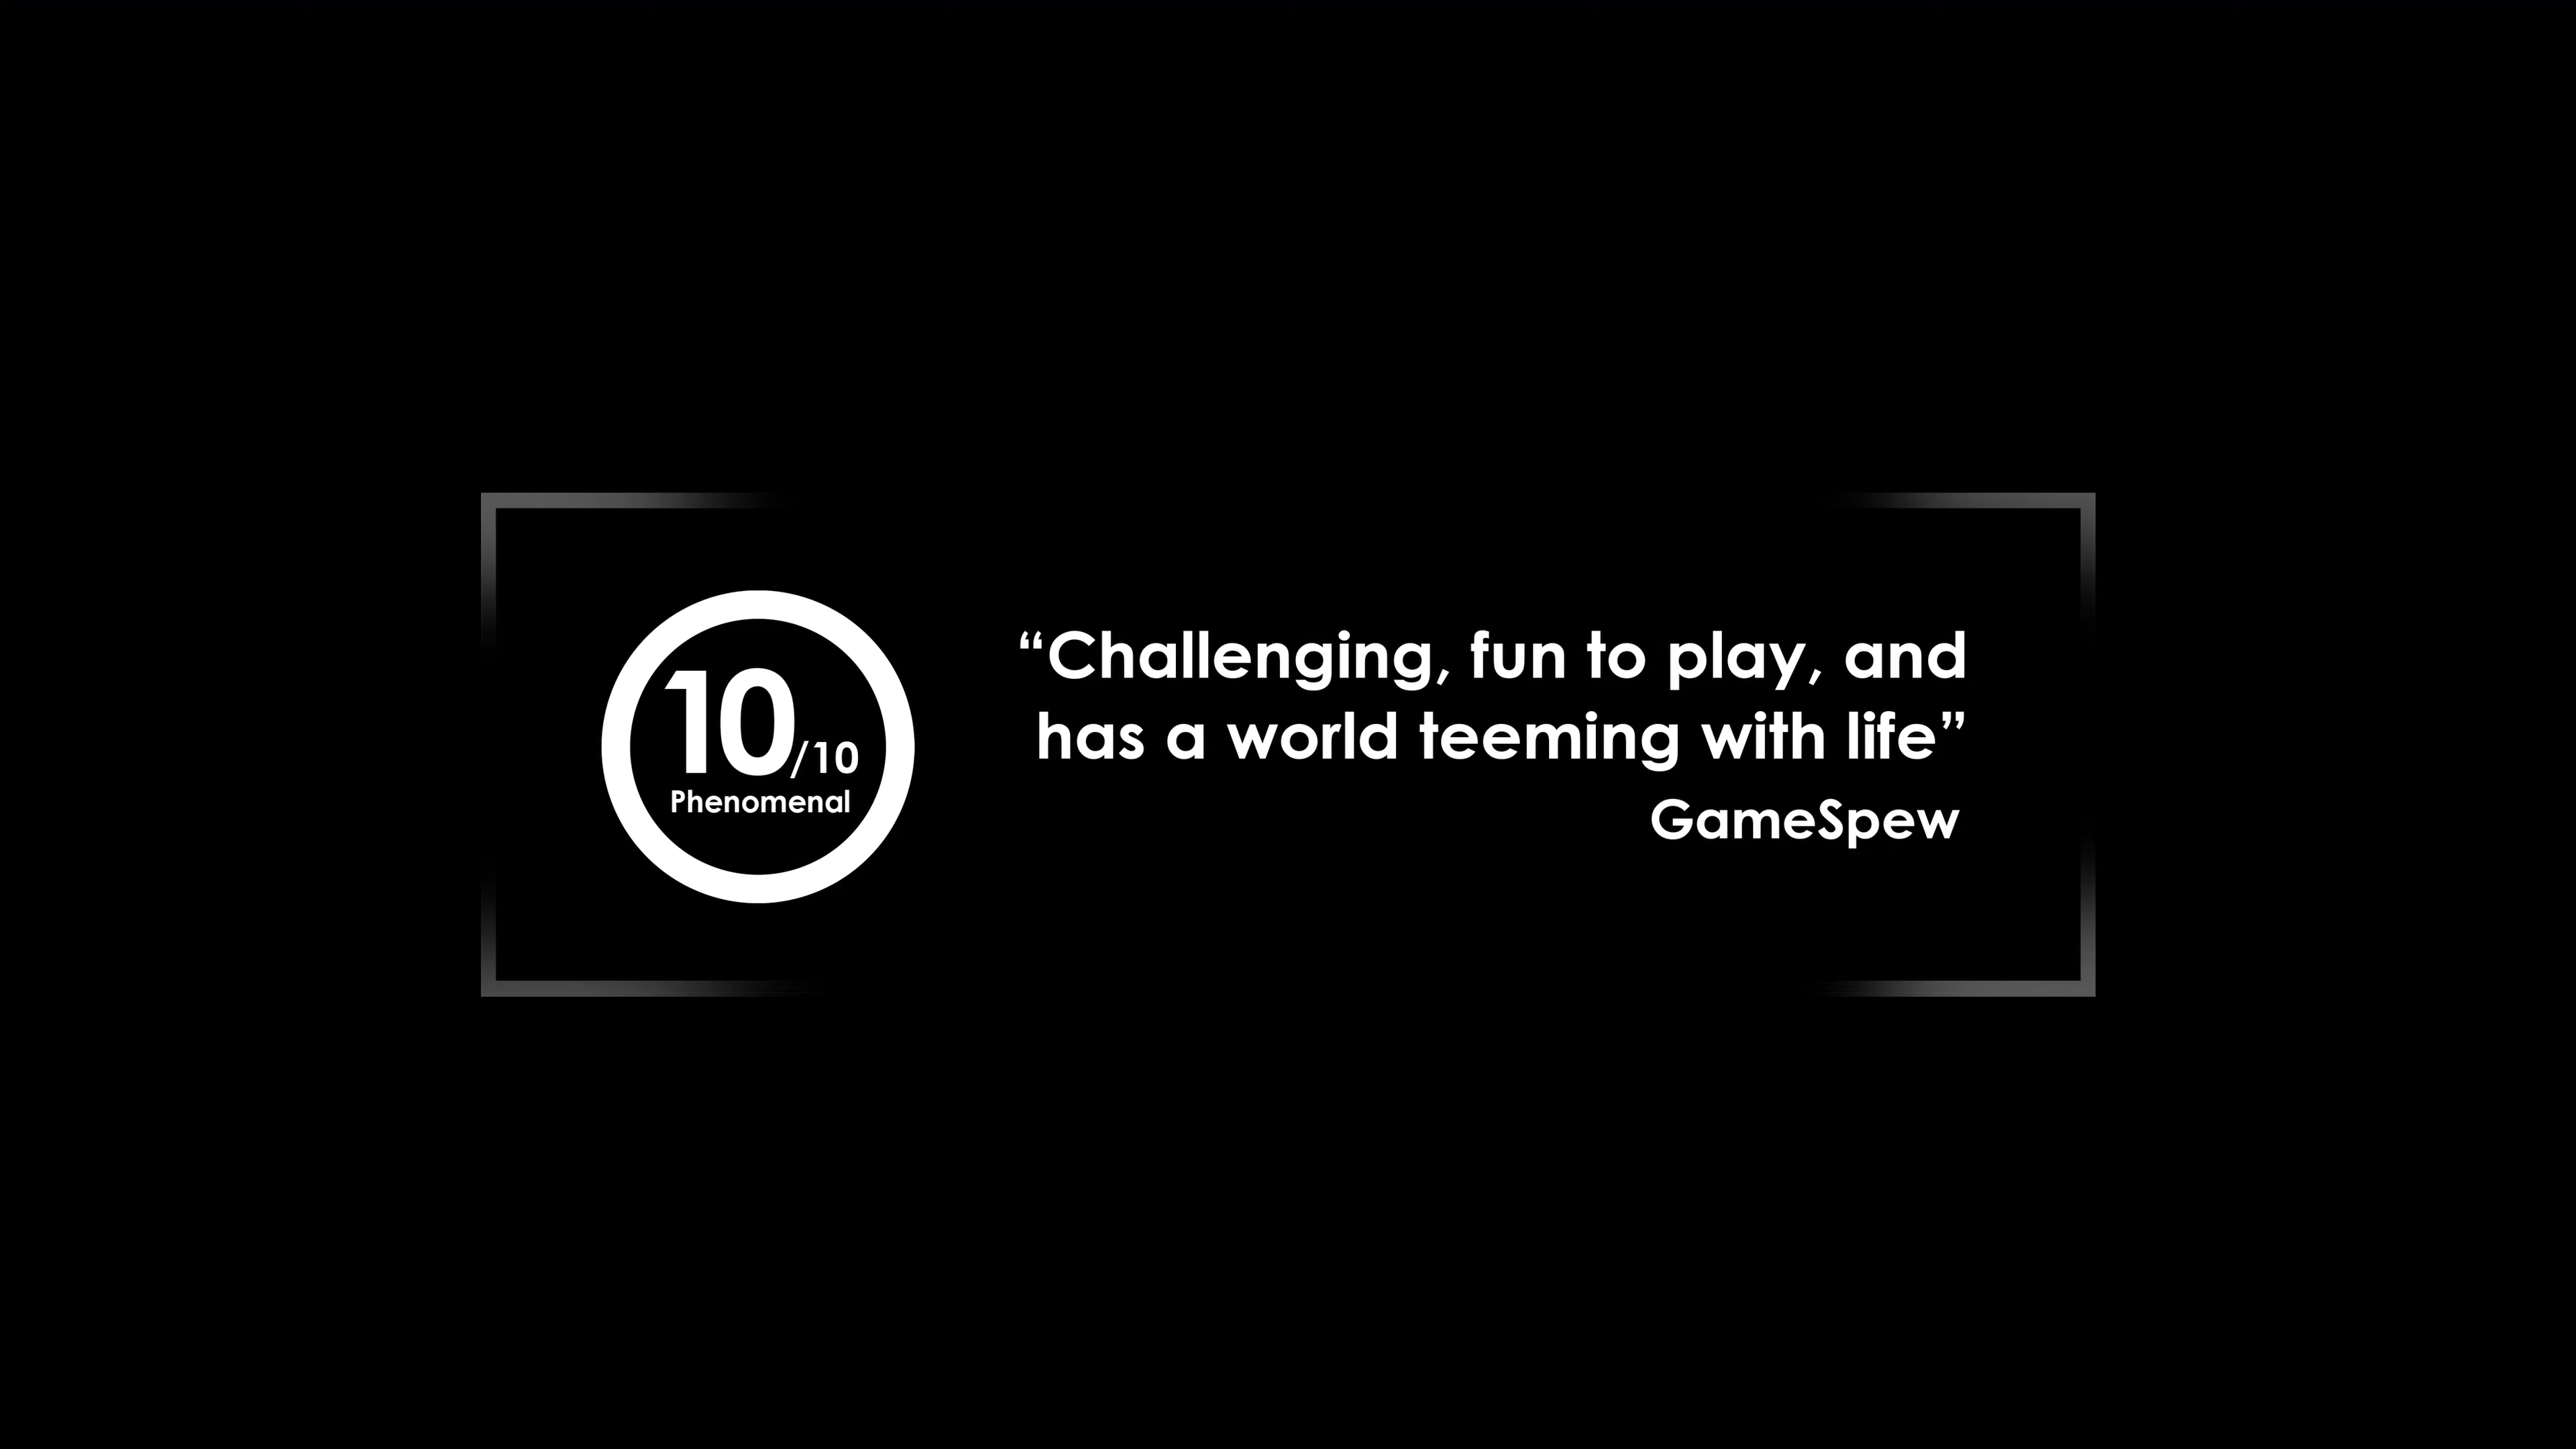 10/10
Phenomenal
“Challenging, fun to play, and
has a world teeming with life”
GameSpew